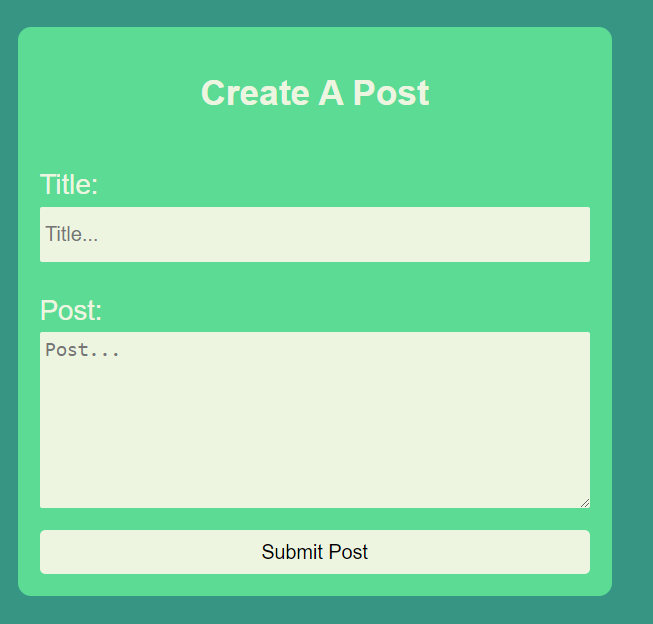 Create A Post
Title:
Title...
Post:
Post...
Submit Post